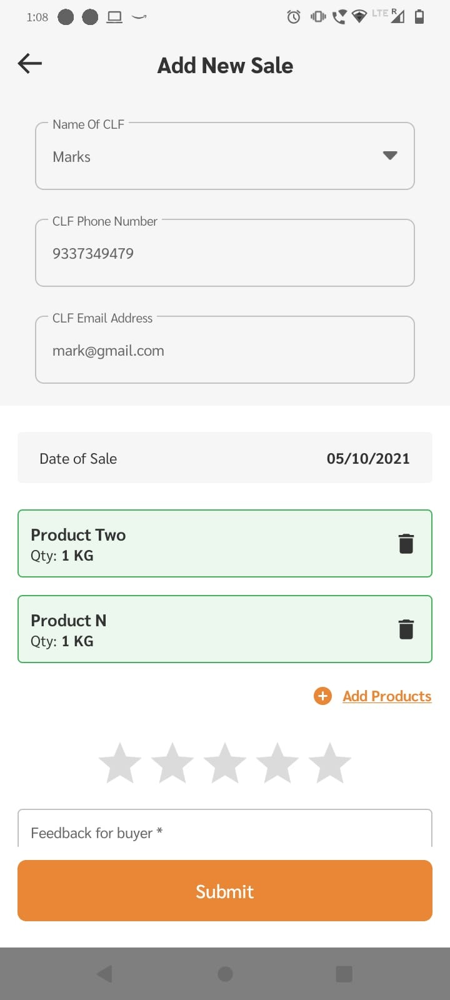 1:08 LTE R
Add New Sale
Name Of CLF
Marks
CLF Phone Number
9337349479
CLF Email Address
mark@gmail.com
Date of Sale 05/10/2021
Product Two
Qty: 1 KG
Product N
Qty: 1 KG
Add Products
Feedback for buyer *
Submit